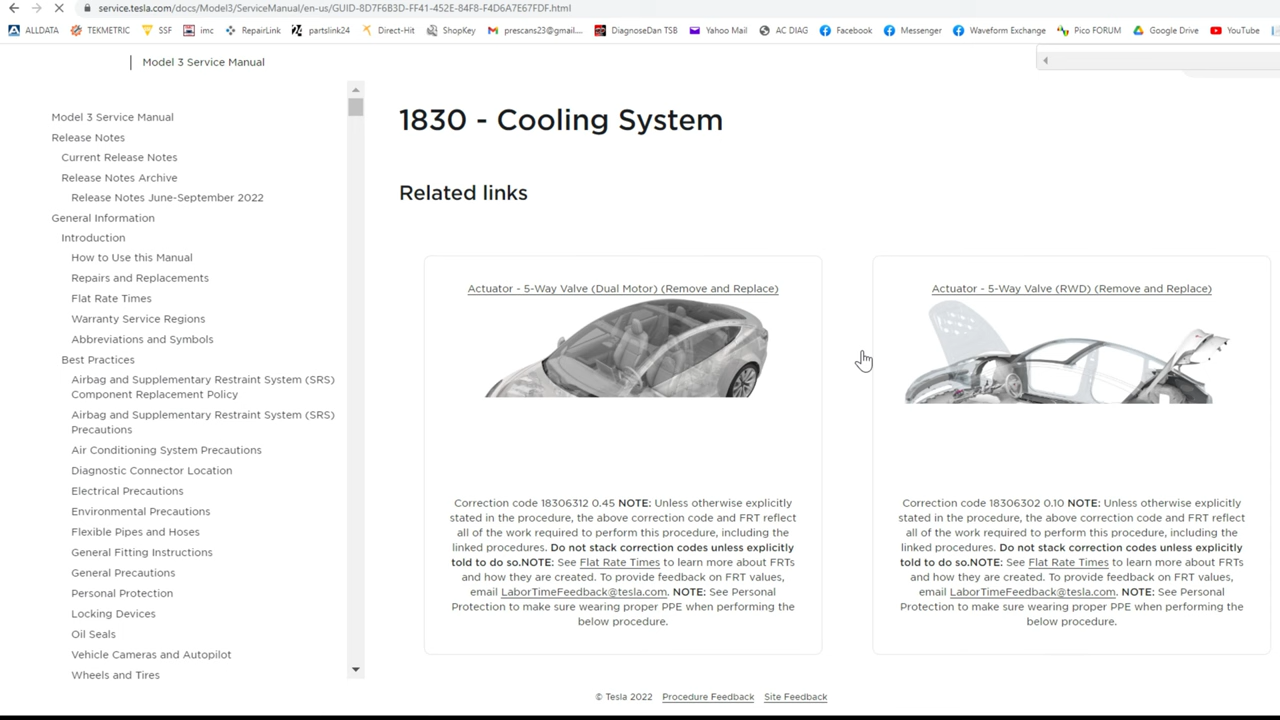 service.tesla.com/docs/Model3/ServiceManual/en-us/GUID-8D7F6B3D-FF41-452E-84F8-F4D6A7E67FDF.html
ALLDATA TEKMETRIC SSF imc RepairLink partslink24 Direct-Hit ShopKey prescans23@gmail.... DiagnoseDan TSB Yahoo Mail AC DIAG Facebook Messenger Waveform Exchange Pico FORUM Google Drive YouTube
Model 3 Service Manual
Model 3 Service Manual
Release Notes
Current Release Notes
Release Notes Archive
Release Notes June-September 2022
General Information
Introduction
How to Use this Manual
Repairs and Replacements
Flat Rate Times
Warranty Service Regions
Abbreviations and Symbols
Best Practices
Airbag and Supplementary Restraint System (SRS)
Component Replacement Policy
Airbag and Supplementary Restraint System (SRS)
Precautions
Air Conditioning System Precautions
Diagnostic Connector Location
Electrical Precautions
Environmental Precautions
Flexible Pipes and Hoses
General Fitting Instructions
General Precautions
Personal Protection
Locking Devices
Oil Seals
Vehicle Cameras and Autopilot
Wheels and Tires
1830 - Cooling System
Related links
Actuator - 5-Way Valve (Dual Motor) (Remove and Replace)
Correction code 18306312 0.45 NOTE: Unless otherwise explicitly
stated in the procedure, the above correction code and FRT reflect
all of the work required to perform this procedure, including the
linked procedures. Do not stack correction codes unless explicitly
told to do so.NOTE: See Flat Rate Times to learn more about FRTs
and how they are created. To provide feedback on FRT values,
email LaborTimeFeedback@tesla.com. NOTE: See Personal
Protection to make sure wearing proper PPE when performing the
below procedure.
Actuator - 5-Way Valve (RWD) (Remove and Replace)
Correction code 18306302 0.10 NOTE: Unless otherwise explicitly
stated in the procedure, the above correction code and FRT reflect
all of the work required to perform this procedure, including the
linked procedures. Do not stack correction codes unless explicitly
told to do so.NOTE: See Flat Rate Times to learn more about FRTs
and how they are created. To provide feedback on FRT values,
email LaborTimeFeedback@tesla.com. NOTE: See Personal
Protection to make sure wearing proper PPE when performing the
below procedure.
© Tesla 2022 Procedure Feedback Site Feedback